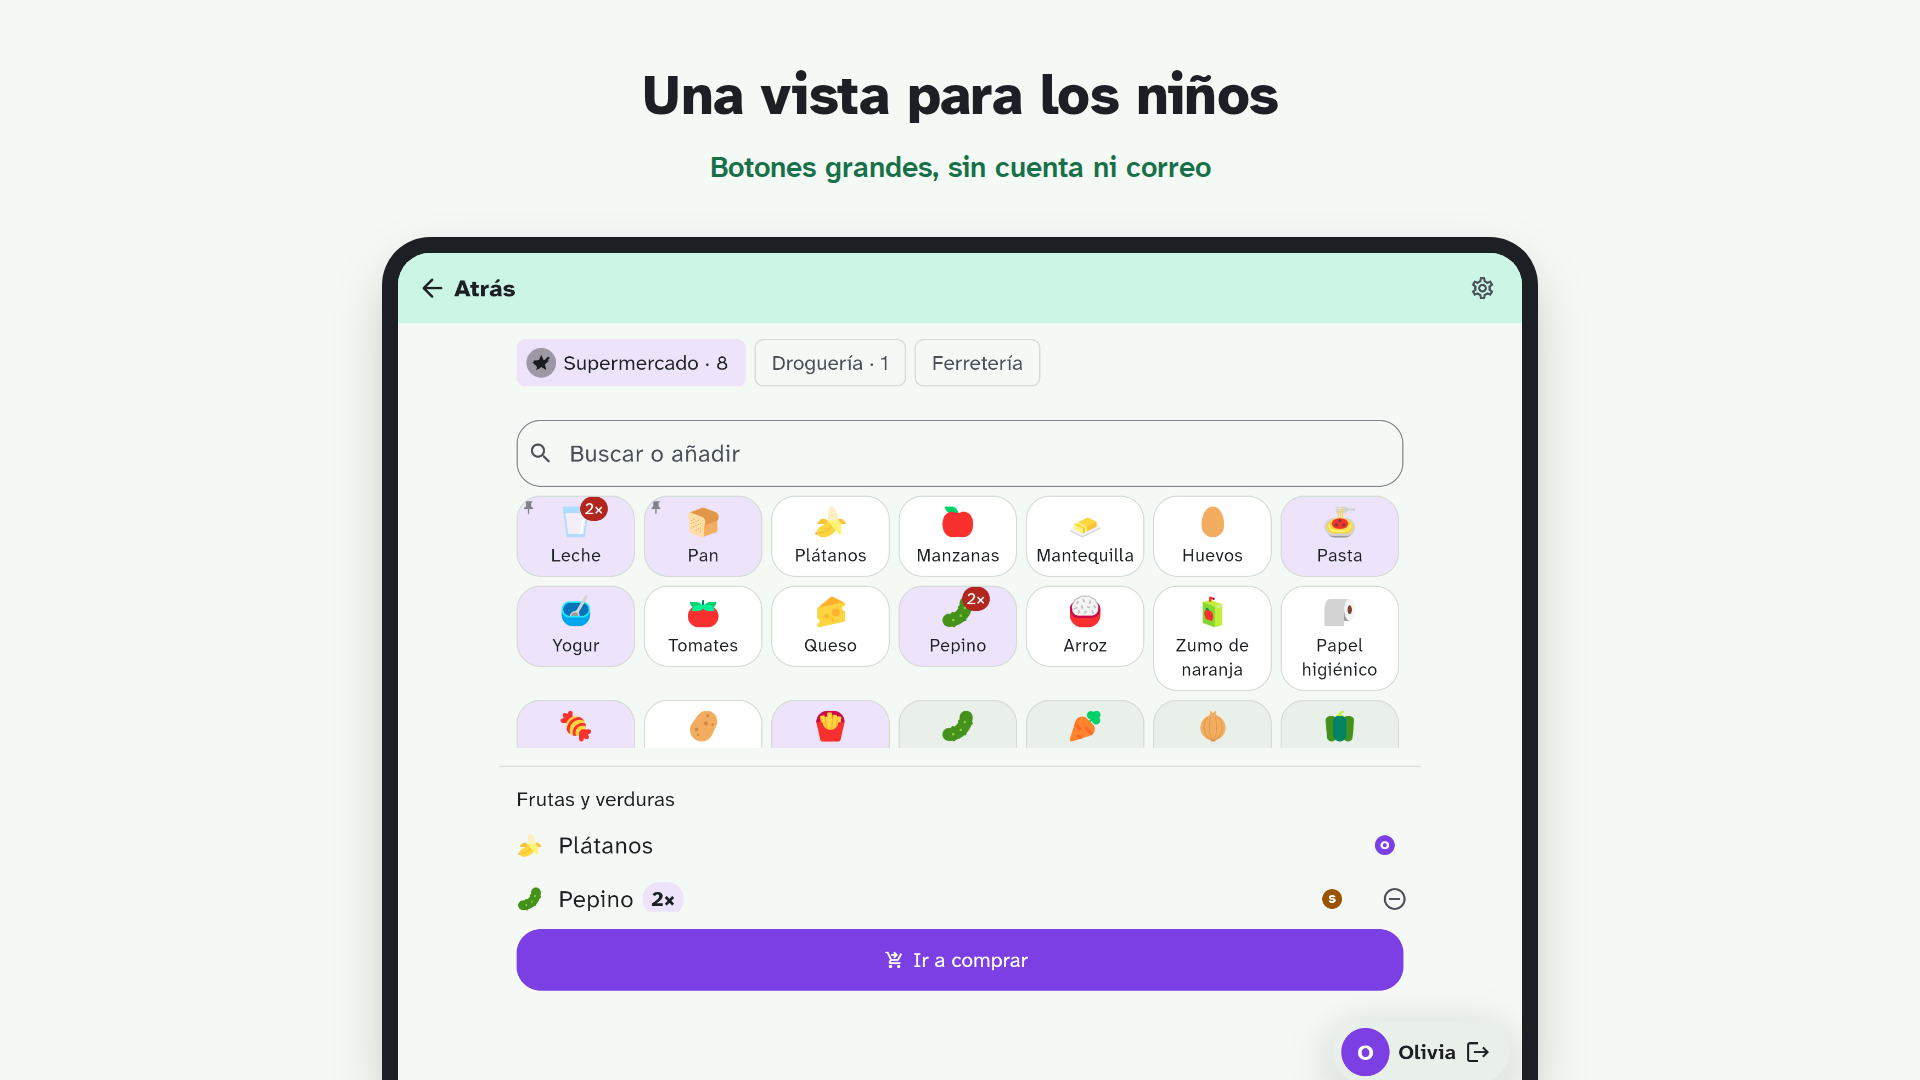 Una vista para los niños
Botones grandes, sin cuenta ni correo
Atrás
Supermercado · 8
Droguería · 1
Ferretería
Buscar o añadir
2×
Leche
Pan
Plátanos
Manzanas
Mantequilla
Huevos
Pasta
Yogur
Tomates
Queso
2×
Pepino
Arroz
Zumo de
naranja
Papel
higiénico
Frutas y verduras
Plátanos
O
Pepino 2×
S
Ir a comprar
O Olivia